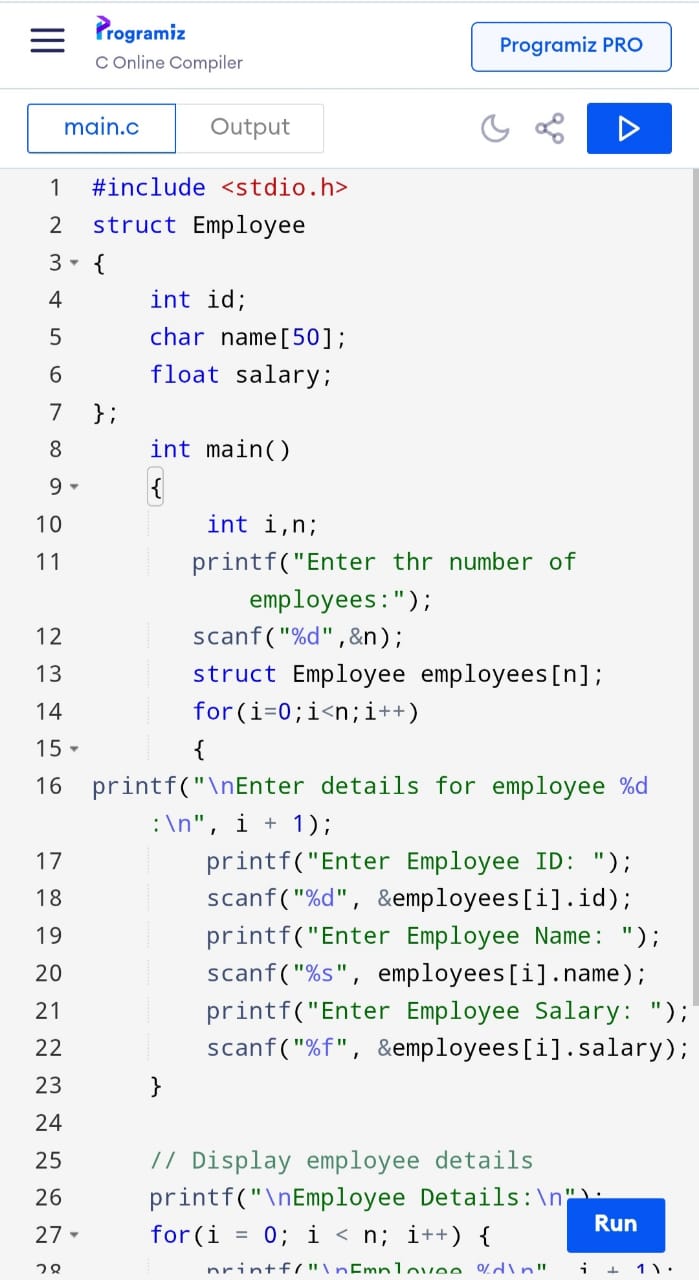 Programiz
C Online Compiler
Programiz PRO
main.c
Output
1 #include <stdio.h>
2 struct Employee
3 {
4 int id;
5 char name[50];
6 float salary;
7 };
8 int main()
9 {
10 int i,n;
11 printf("Enter thr number of
employees:");
12 scanf("%d",&n);
13 struct Employee employees[n];
14 for(i=0;i<n;i++)
15 {
16 printf("\nEnter details for employee %d
:\n", i + 1);
17 printf("Enter Employee ID: ");
18 scanf("%d", &employees[i].id);
19 printf("Enter Employee Name: ");
20 scanf("%s", employees[i].name);
21 printf("Enter Employee Salary: ");
22 scanf("%f", &employees[i].salary);
23 }
24
25 // Display employee details
26 printf("\nEmployee Details:\n");
27 for(i = 0; i < n; i++) {
28 printf("\nEmployee %d\n", i + 1);
Run